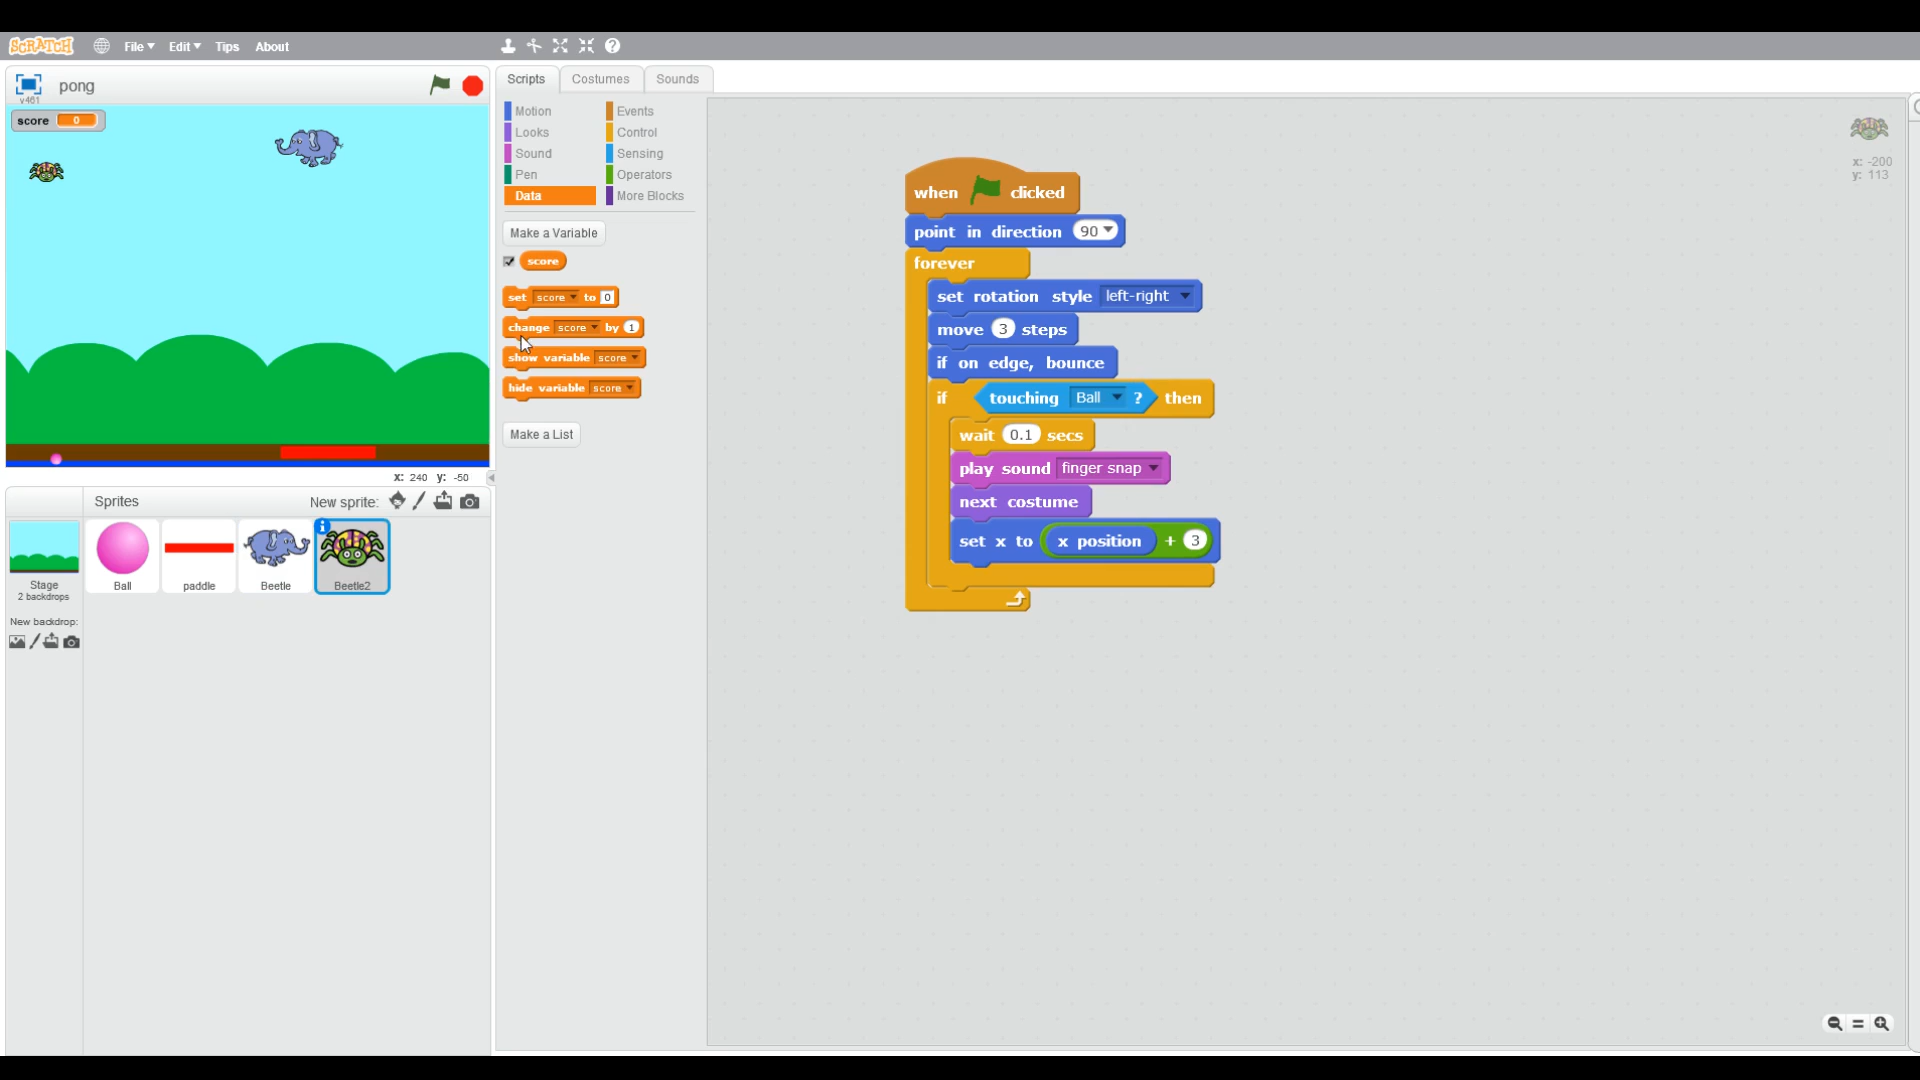 SCRATCH File Edit Tips About
pong
v461
score 0
x: 240 y: -50
Sprites New sprite:
Stage
2 backdrops
New backdrop:
Ball paddle Beetle Beetle2
Scripts Costumes Sounds
Motion Events
Looks Control
Sound Sensing
Pen Operators
Data More Blocks
Make a Variable
score
set score to 0
change score by 1
show variable score
hide variable score
Make a List
when clicked
point in direction 90
forever
set rotation style left-right
move 3 steps
if on edge, bounce
if touching Ball ? then
wait 0.1 secs
play sound finger snap
next costume
set x to x position + 3
x: -200
y: 113